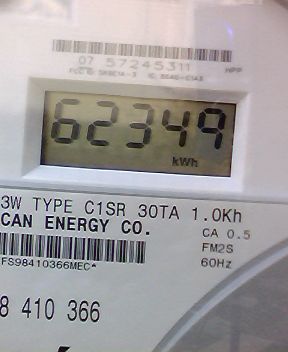 07 57245311 HPP
62349
kWh
3W TYPE C1SR 30TA 1.0Kh
CAN ENERGY CO. CA 0.5
FM2S
FS98410366MEC* 60Hz
8 410 366